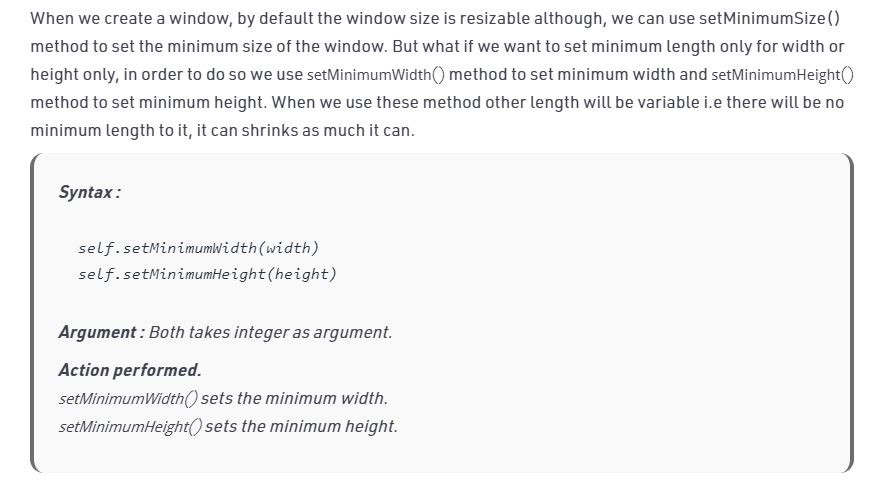 When we create a window, by default the window size is resizable although, we can use setMinimumSize()
method to set the minimum size of the window. But what if we want to set minimum length only for width or
height only, in order to do so we use setMinimumWidth() method to set minimum width and setMinimumHeight()
method to set minimum height. When we use these method other length will be variable i.e there will be no
minimum length to it, it can shrinks as much it can.
Syntax :
self.setMinimumWidth(width)
self.setMinimumHeight(height)
Argument : Both takes integer as argument.
Action performed.
setMinimumWidth() sets the minimum width.
setMinimumHeight() sets the minimum height.